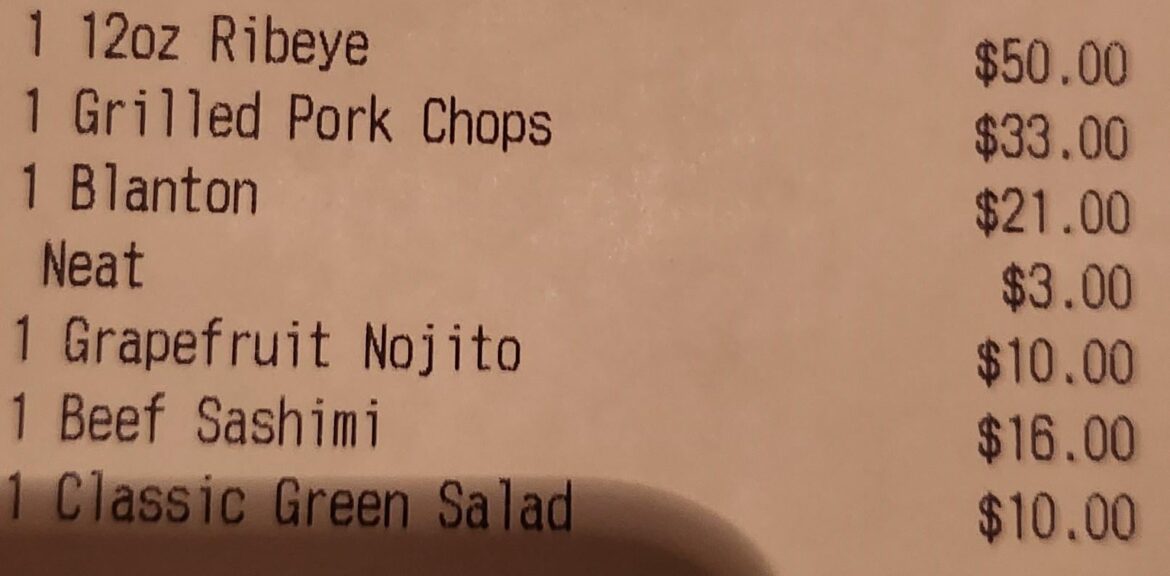 1 12oz Ribeye $50.00
1 Grilled Pork Chops $33.00
1 Blanton $21.00
Neat $3.00
1 Grapefruit Nojito $10.00
1 Beef Sashimi $16.00
1 Classic Green Salad $10.00